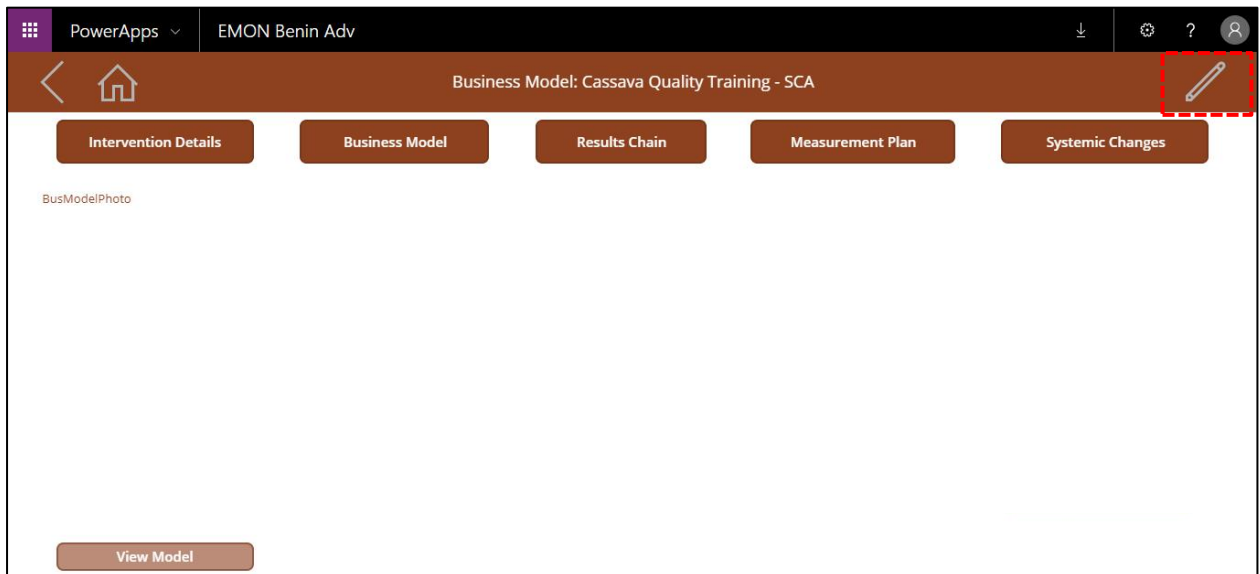 PowerApps EMON Benin Adv ?
Business Model: Cassava Quality Training - SCA
Intervention Details Business Model Results Chain Measurement Plan Systemic Changes
BusModelPhoto
View Model